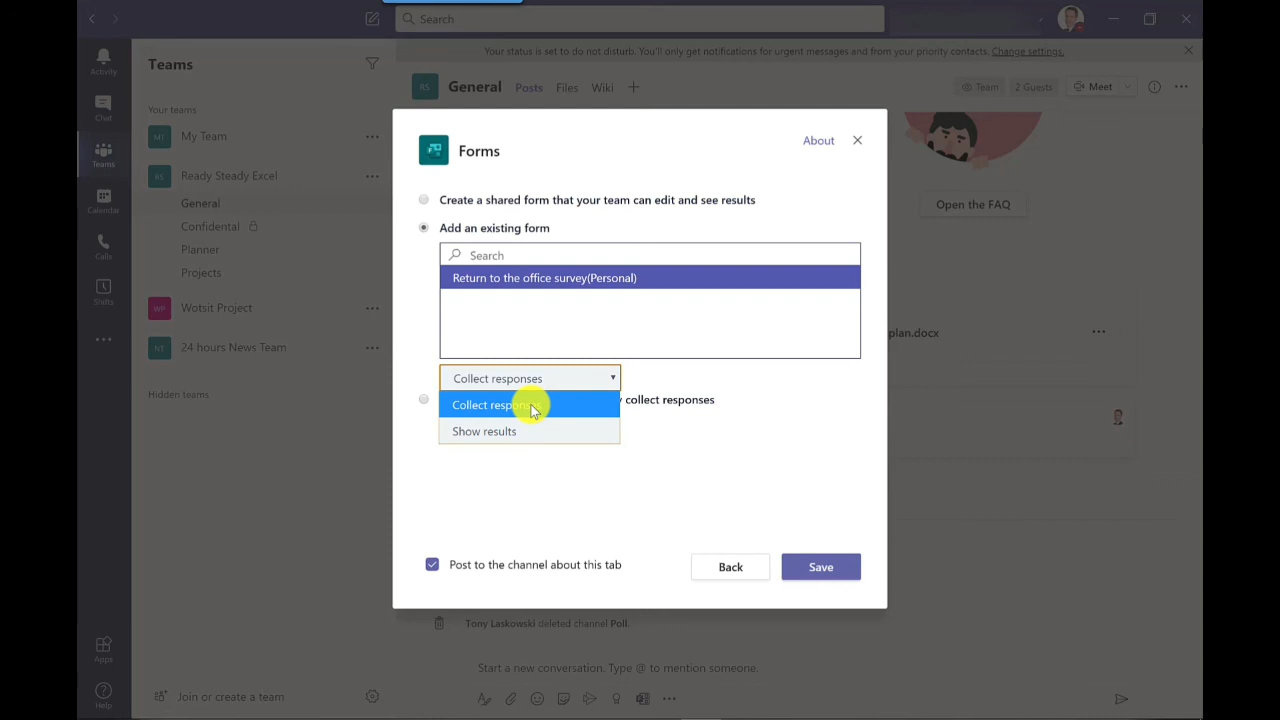 Search
Your status is set to do not disturb. You'll only get notifications for urgent messages and from your priority contacts. Change settings.
Activity
Chat
Teams
Calendar
Calls
Shifts
Apps
Help
Teams
Your teams
MT My Team
RS Ready Steady Excel
General
Confidential
Planner
Projects
WP Wotsit Project
NT 24 hours News Team
Hidden teams
Join or create a team
RS General Posts Files Wiki
Team 2 Guests Meet
Open the FAQ
plan.docx
Forms
About
Create a shared form that your team can edit and see results
Add an existing form
Search
Return to the office survey(Personal)
Collect responses
Collect responses
Show results
collect responses
Post to the channel about this tab
Back
Save
Tony Laskowski deleted channel Poll.
Start a new conversation. Type @ to mention someone.